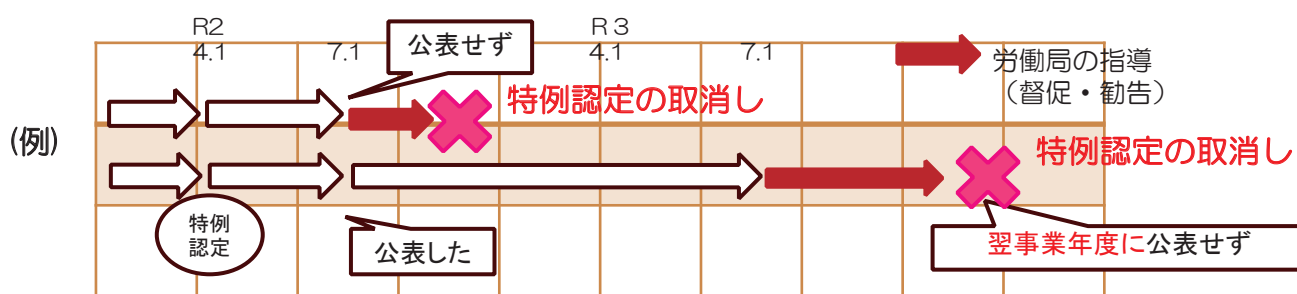 R2
4.1
7.1
公表せず
R3
4.1
7.1
労働局の指導
（督促・勧告）
特例認定の取消し
(例)
特例認定の取消し
特例
認定
公表した
翌事業年度に公表せず